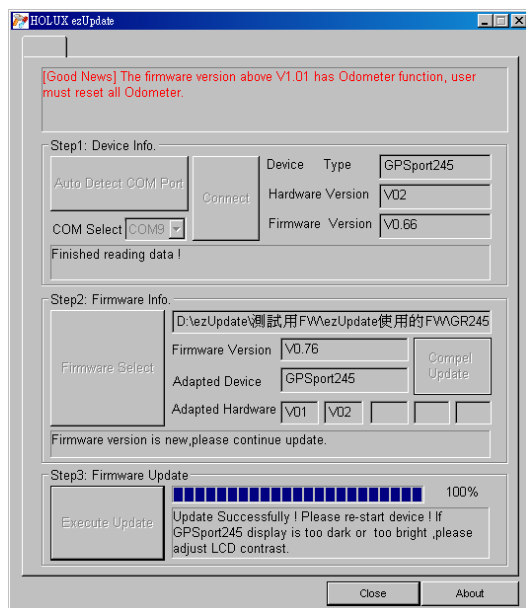 HOLUX ezUpdate
[Good News] The firmware version above V1.01 has Odometer function, user
must reset all Odometer.
Step1: Device Info.
Auto Detect COM Port
Connect
Device Type GPSport245
Hardware Version V02
COM Select COM9
Firmware Version V0.66
Finished reading data !
Step2: Firmware Info.
Firmware Select
D:\ezUpdate\測試用FW\ezUpdate使用的FW\GR245
Firmware Version V0.76
Compel
Update
Adapted Device GPSport245
Adapted Hardware V01 V02
Firmware version is new,please continue update.
Step3: Firmware Update
Execute Update
100%
Update Successfully ! Please re-start device ! If
GPSport245 display is too dark or too bright ,please
adjust LCD contrast.
Close
About